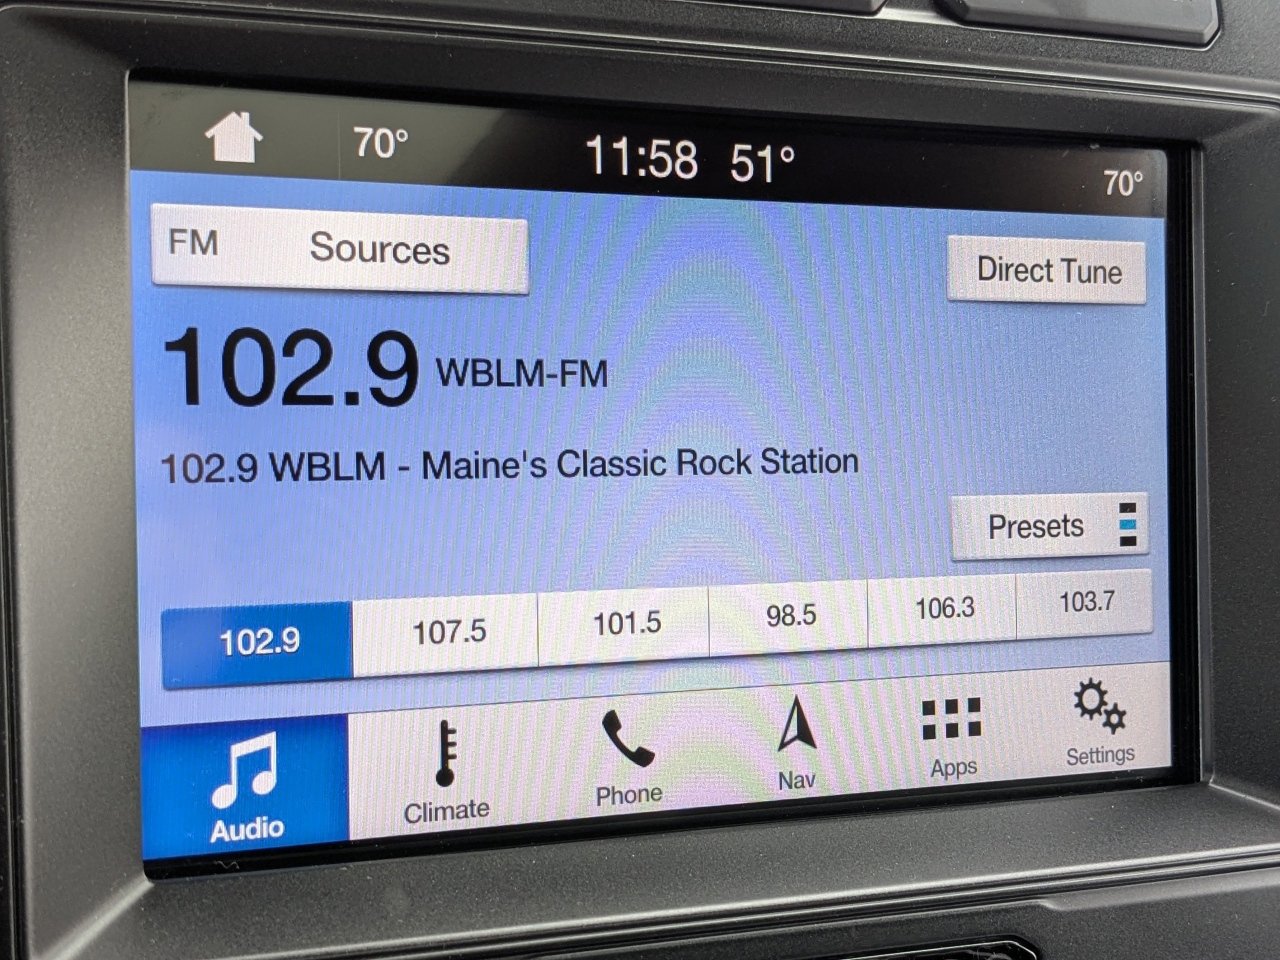 70° 11:58 51° 70°
FM Sources Direct Tune
102.9 WBLM-FM
102.9 WBLM - Maine's Classic Rock Station
Presets
102.9 107.5 101.5 98.5 106.3 103.7
Audio Climate Phone Nav Apps Settings